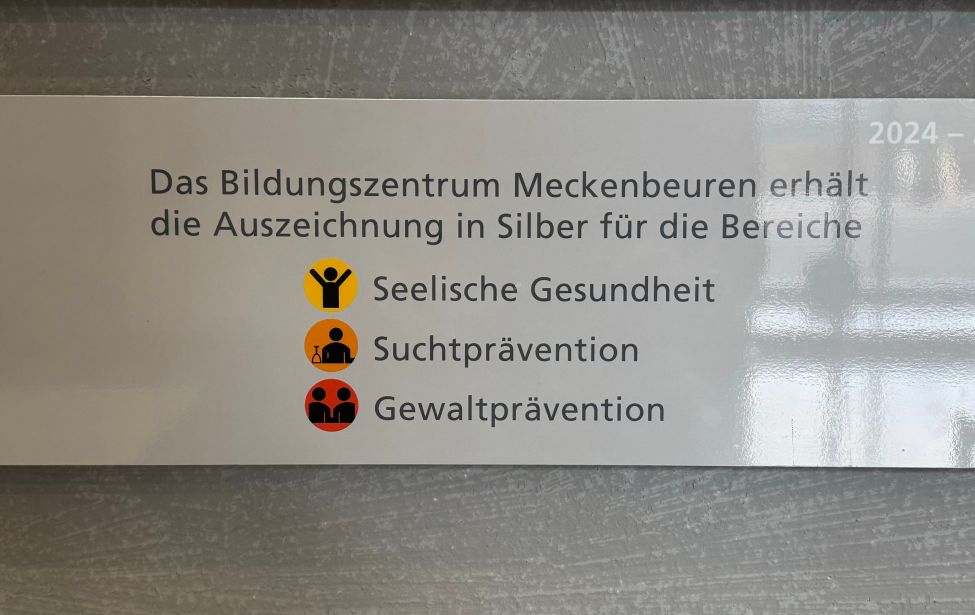 2024 –
Das Bildungszentrum Meckenbeuren erhält
die Auszeichnung in Silber für die Bereiche
Seelische Gesundheit
Suchtprävention
Gewaltprävention